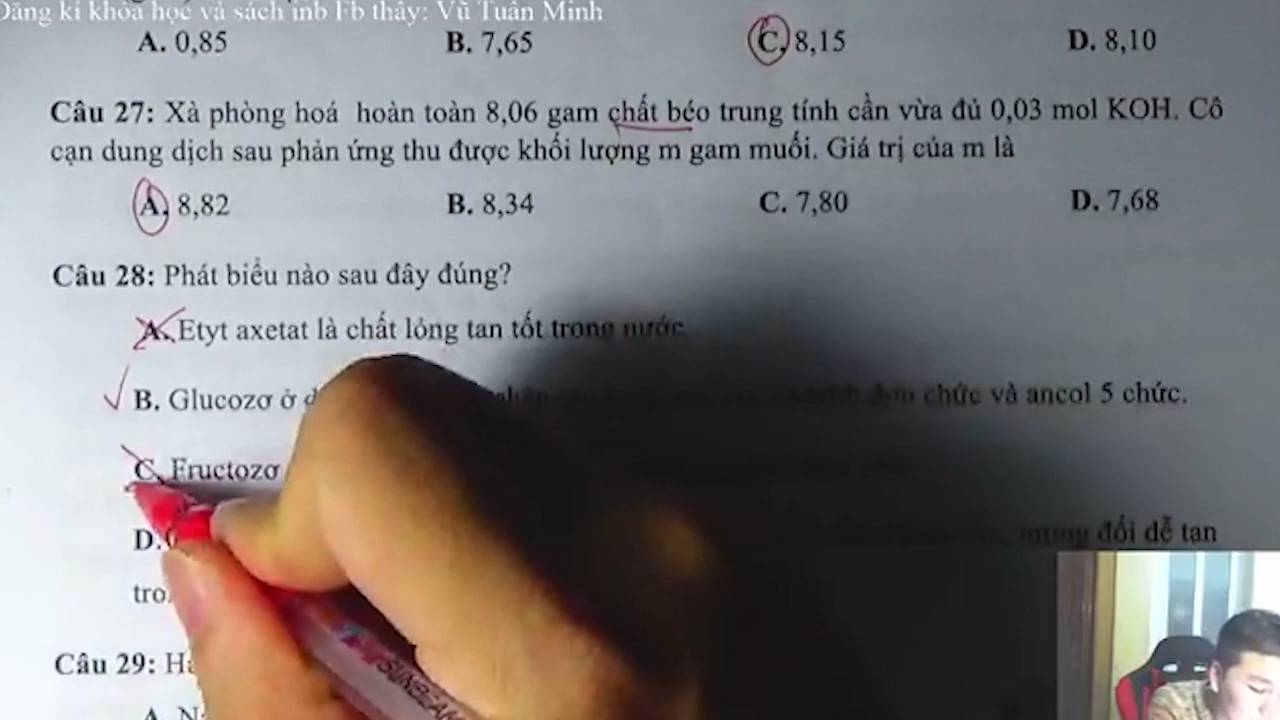 Đăng kí khóa học và sách inb Fb thầy: Vũ Tuấn Minh
A. 0,85 B. 7,65 C. 8,15 D. 8,10
Câu 27: Xà phòng hoá hoàn toàn 8,06 gam chất béo trung tính cần vừa đủ 0,03 mol KOH. Cô
cạn dung dịch sau phản ứng thu được khối lượng m gam muối. Giá trị của m là
A. 8,82 B. 8,34 C. 7,80 D. 7,68
Câu 28: Phát biểu nào sau đây đúng?
A. Etyt axetat là chất lỏng tan tốt trong nước
B. Glucozơ ở đơn chức và ancol 5 chức.
C. Fructozơ
D. đối dễ tan
Câu 29:
A.
SUNBEAM